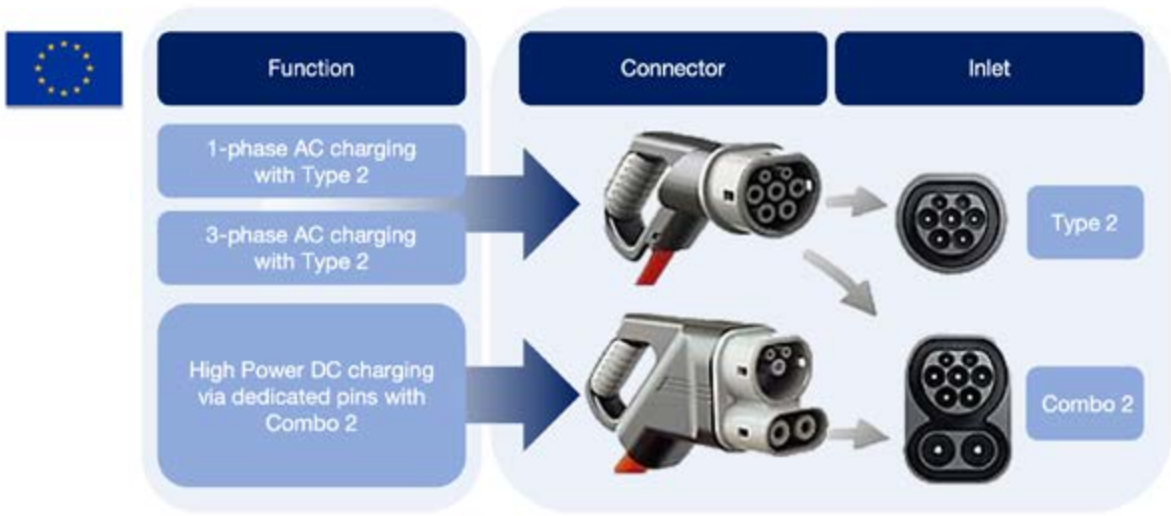 Function
Connector
Inlet
1-phase AC charging
with Type 2
3-phase AC charging
with Type 2
Type 2
High Power DC charging
via dedicated pins with
Combo 2
Combo 2